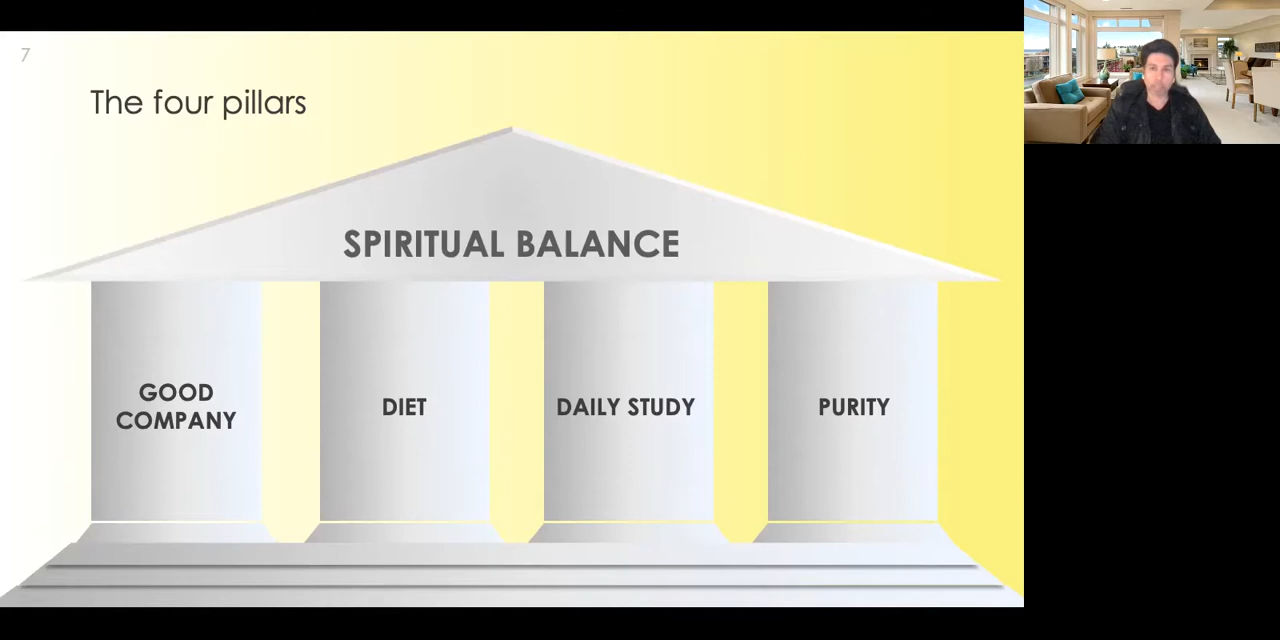 7
The four pillars
SPIRITUAL BALANCE
GOOD
COMPANY
DIET
DAILY STUDY
PURITY